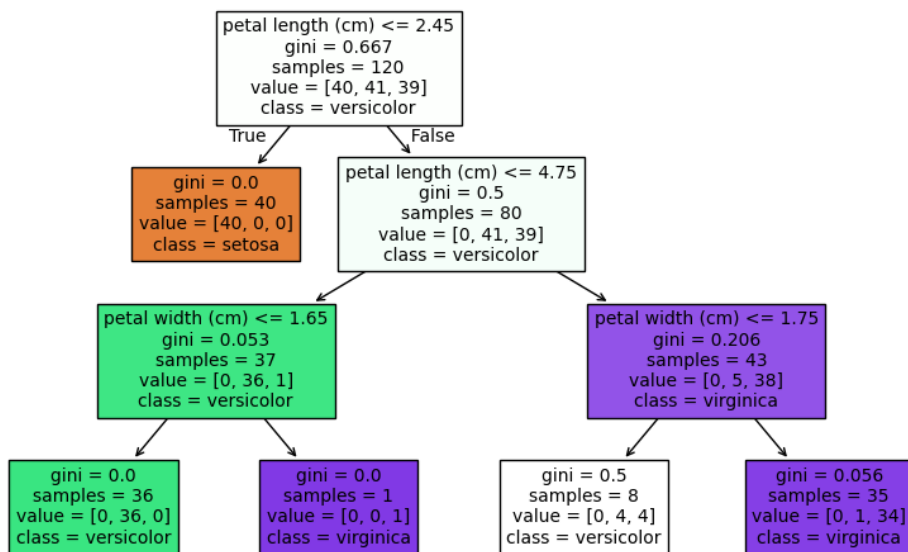 petal length (cm) <= 2.45
gini = 0.667
samples = 120
value = [40, 41, 39]
class = versicolor
True
False
gini = 0.0
samples = 40
value = [40, 0, 0]
class = setosa
petal length (cm) <= 4.75
gini = 0.5
samples = 80
value = [0, 41, 39]
class = versicolor
petal width (cm) <= 1.65
gini = 0.053
samples = 37
value = [0, 36, 1]
class = versicolor
petal width (cm) <= 1.75
gini = 0.206
samples = 43
value = [0, 5, 38]
class = virginica
gini = 0.0
samples = 36
value = [0, 36, 0]
class = versicolor
gini = 0.0
samples = 1
value = [0, 0, 1]
class = virginica
gini = 0.5
samples = 8
value = [0, 4, 4]
class = versicolor
gini = 0.056
samples = 35
value = [0, 1, 34]
class = virginica